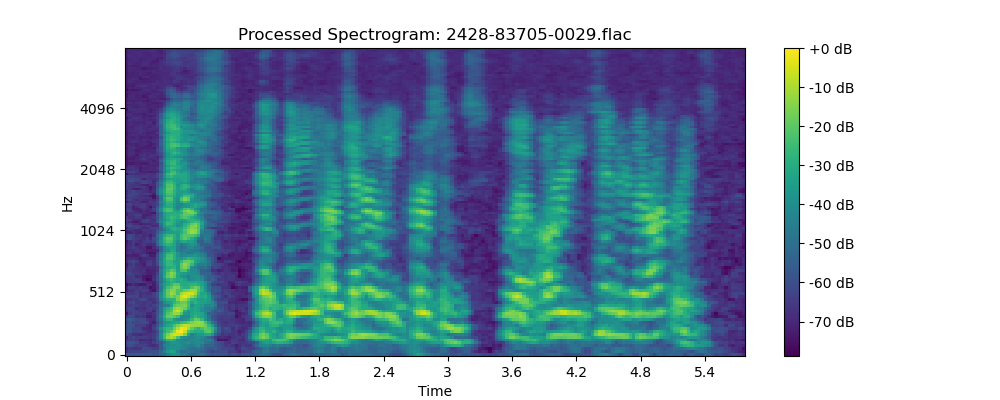 Processed Spectrogram: 2428-83705-0029.flac
Hz
4096
2048
1024
512
0
0 0.6 1.2 1.8 2.4 3 3.6 4.2 4.8 5.4
Time
+0 dB
-10 dB
-20 dB
-30 dB
-40 dB
-50 dB
-60 dB
-70 dB